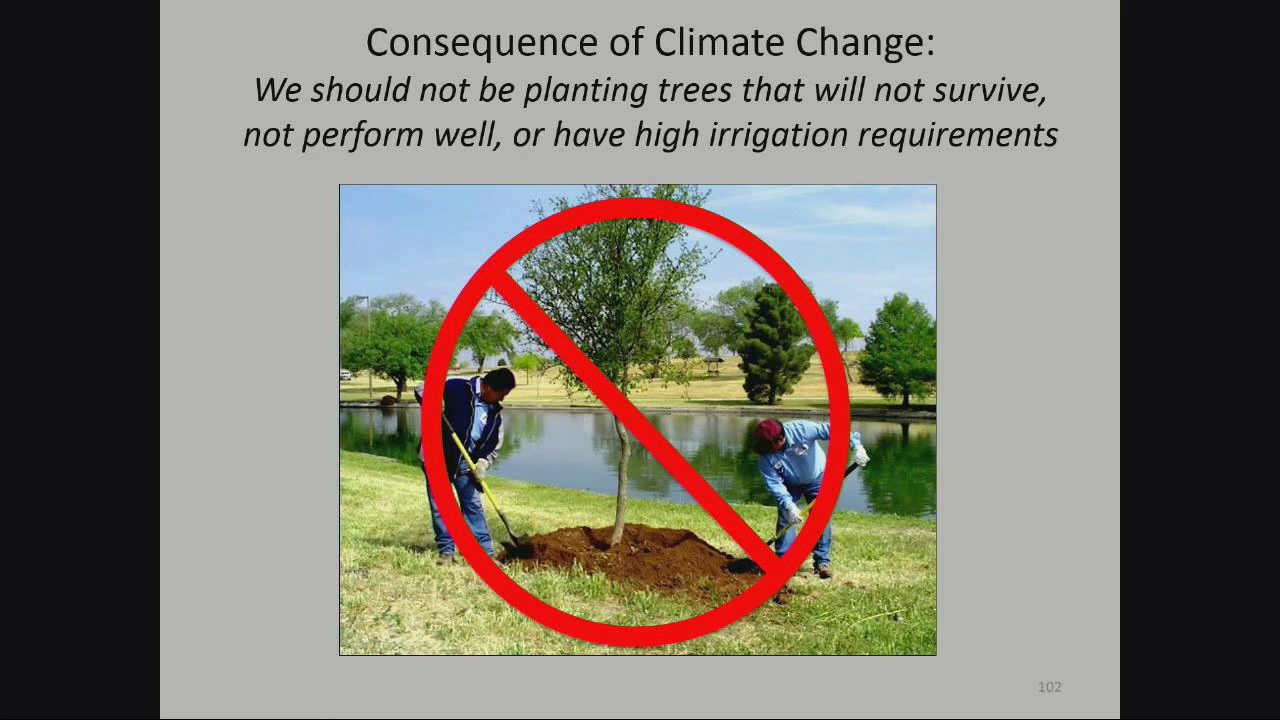 Consequence of Climate Change:
We should not be planting trees that will not survive,
not perform well, or have high irrigation requirements
102